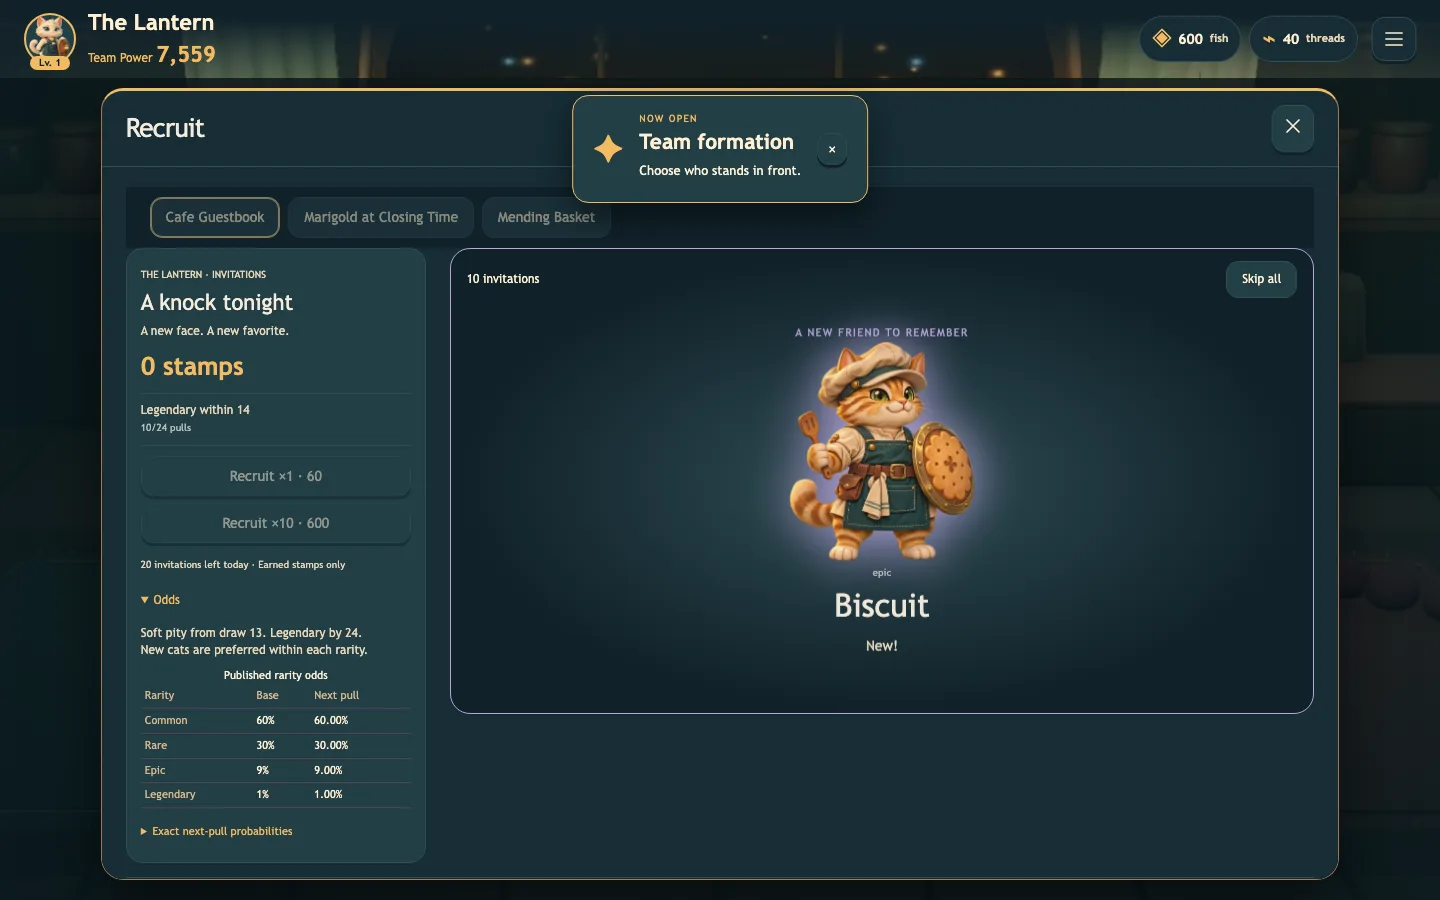 The Lantern
Lv. 1
Team Power 7,559
600 fish
40 threads
Recruit
NOW OPEN
Team formation
Choose who stands in front.
×
Cafe Guestbook
Marigold at Closing Time
Mending Basket
THE LANTERN · INVITATIONS
A knock tonight
A new face. A new favorite.
0 stamps
Legendary within 14
10/24 pulls
Recruit ×1 · 60
Recruit ×10 · 600
20 invitations left today · Earned stamps only
▼ Odds
Soft pity from draw 13. Legendary by 24.
New cats are preferred within each rarity.
Published rarity odds
Rarity Base Next pull
Common 60% 60.00%
Rare 30% 30.00%
Epic 9% 9.00%
Legendary 1% 1.00%
▶ Exact next-pull probabilities
10 invitations
Skip all
A NEW FRIEND TO REMEMBER
epic
Biscuit
New!